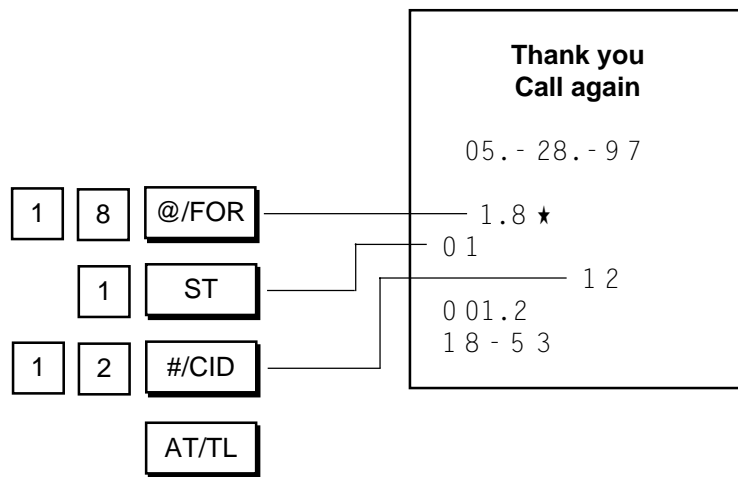 Thank you
Call again
05.-28.-97
1 8 @/FOR 1.8★
01
1 ST
12
001.2
1 2 #/CID
18-53
AT/TL